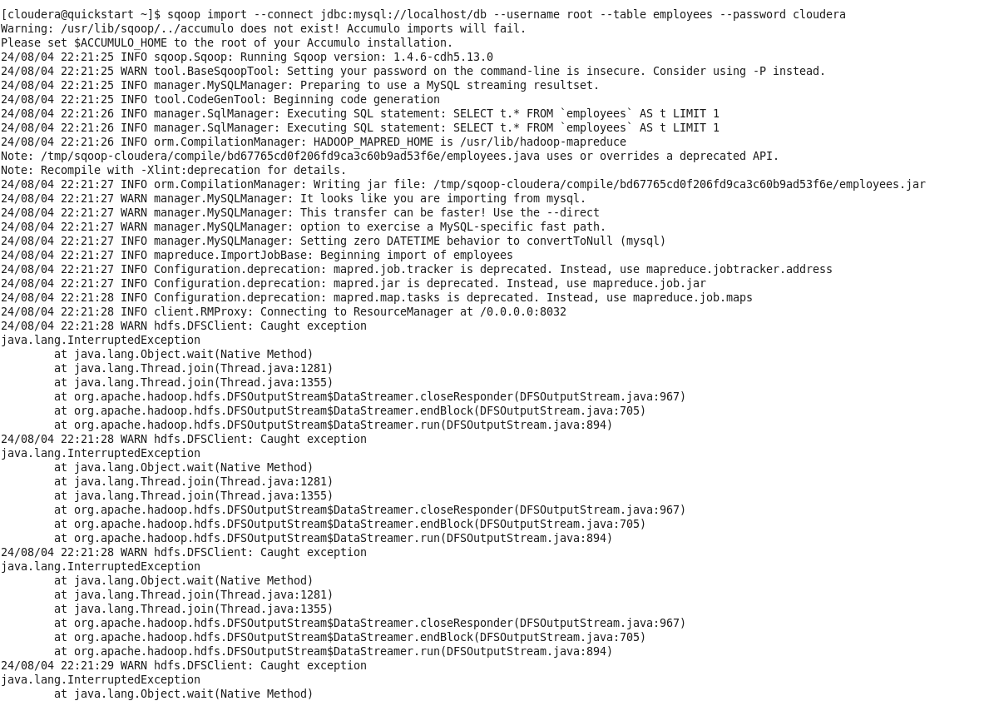 [cloudera@quickstart ~]$ sqoop import --connect jdbc:mysql://localhost/db --username root --table employees --password cloudera
Warning: /usr/lib/sqoop/../accumulo does not exist! Accumulo imports will fail.
Please set $ACCUMULO_HOME to the root of your Accumulo installation.
24/08/04 22:21:25 INFO sqoop.Sqoop: Running Sqoop version: 1.4.6-cdh5.13.0
24/08/04 22:21:25 WARN tool.BaseSqoopTool: Setting your password on the command-line is insecure. Consider using -P instead.
24/08/04 22:21:25 INFO manager.MySQLManager: Preparing to use a MySQL streaming resultset.
24/08/04 22:21:25 INFO tool.CodeGenTool: Beginning code generation
24/08/04 22:21:26 INFO manager.SqlManager: Executing SQL statement: SELECT t.* FROM `employees` AS t LIMIT 1
24/08/04 22:21:26 INFO manager.SqlManager: Executing SQL statement: SELECT t.* FROM `employees` AS t LIMIT 1
24/08/04 22:21:26 INFO orm.CompilationManager: HADOOP_MAPRED_HOME is /usr/lib/hadoop-mapreduce
Note: /tmp/sqoop-cloudera/compile/bd67765cd0f206fd9ca3c60b9ad53f6e/employees.java uses or overrides a deprecated API.
Note: Recompile with -Xlint:deprecation for details.
24/08/04 22:21:27 INFO orm.CompilationManager: Writing jar file: /tmp/sqoop-cloudera/compile/bd67765cd0f206fd9ca3c60b9ad53f6e/employees.jar
24/08/04 22:21:27 WARN manager.MySQLManager: It looks like you are importing from mysql.
24/08/04 22:21:27 WARN manager.MySQLManager: This transfer can be faster! Use the --direct
24/08/04 22:21:27 WARN manager.MySQLManager: option to exercise a MySQL-specific fast path.
24/08/04 22:21:27 INFO manager.MySQLManager: Setting zero DATETIME behavior to convertToNull (mysql)
24/08/04 22:21:27 INFO mapreduce.ImportJobBase: Beginning import of employees
24/08/04 22:21:27 INFO Configuration.deprecation: mapred.job.tracker is deprecated. Instead, use mapreduce.jobtracker.address
24/08/04 22:21:27 INFO Configuration.deprecation: mapred.jar is deprecated. Instead, use mapreduce.job.jar
24/08/04 22:21:28 INFO Configuration.deprecation: mapred.map.tasks is deprecated. Instead, use mapreduce.job.maps
24/08/04 22:21:28 INFO client.RMProxy: Connecting to ResourceManager at /0.0.0.0:8032
24/08/04 22:21:28 WARN hdfs.DFSClient: Caught exception
java.lang.InterruptedException
	at java.lang.Object.wait(Native Method)
	at java.lang.Thread.join(Thread.java:1281)
	at java.lang.Thread.join(Thread.java:1355)
	at org.apache.hadoop.hdfs.DFSOutputStream$DataStreamer.closeResponder(DFSOutputStream.java:967)
	at org.apache.hadoop.hdfs.DFSOutputStream$DataStreamer.endBlock(DFSOutputStream.java:705)
	at org.apache.hadoop.hdfs.DFSOutputStream$DataStreamer.run(DFSOutputStream.java:894)
24/08/04 22:21:28 WARN hdfs.DFSClient: Caught exception
java.lang.InterruptedException
	at java.lang.Object.wait(Native Method)
	at java.lang.Thread.join(Thread.java:1281)
	at java.lang.Thread.join(Thread.java:1355)
	at org.apache.hadoop.hdfs.DFSOutputStream$DataStreamer.closeResponder(DFSOutputStream.java:967)
	at org.apache.hadoop.hdfs.DFSOutputStream$DataStreamer.endBlock(DFSOutputStream.java:705)
	at org.apache.hadoop.hdfs.DFSOutputStream$DataStreamer.run(DFSOutputStream.java:894)
24/08/04 22:21:28 WARN hdfs.DFSClient: Caught exception
java.lang.InterruptedException
	at java.lang.Object.wait(Native Method)
	at java.lang.Thread.join(Thread.java:1281)
	at java.lang.Thread.join(Thread.java:1355)
	at org.apache.hadoop.hdfs.DFSOutputStream$DataStreamer.closeResponder(DFSOutputStream.java:967)
	at org.apache.hadoop.hdfs.DFSOutputStream$DataStreamer.endBlock(DFSOutputStream.java:705)
	at org.apache.hadoop.hdfs.DFSOutputStream$DataStreamer.run(DFSOutputStream.java:894)
24/08/04 22:21:29 WARN hdfs.DFSClient: Caught exception
java.lang.InterruptedException
	at java.lang.Object.wait(Native Method)